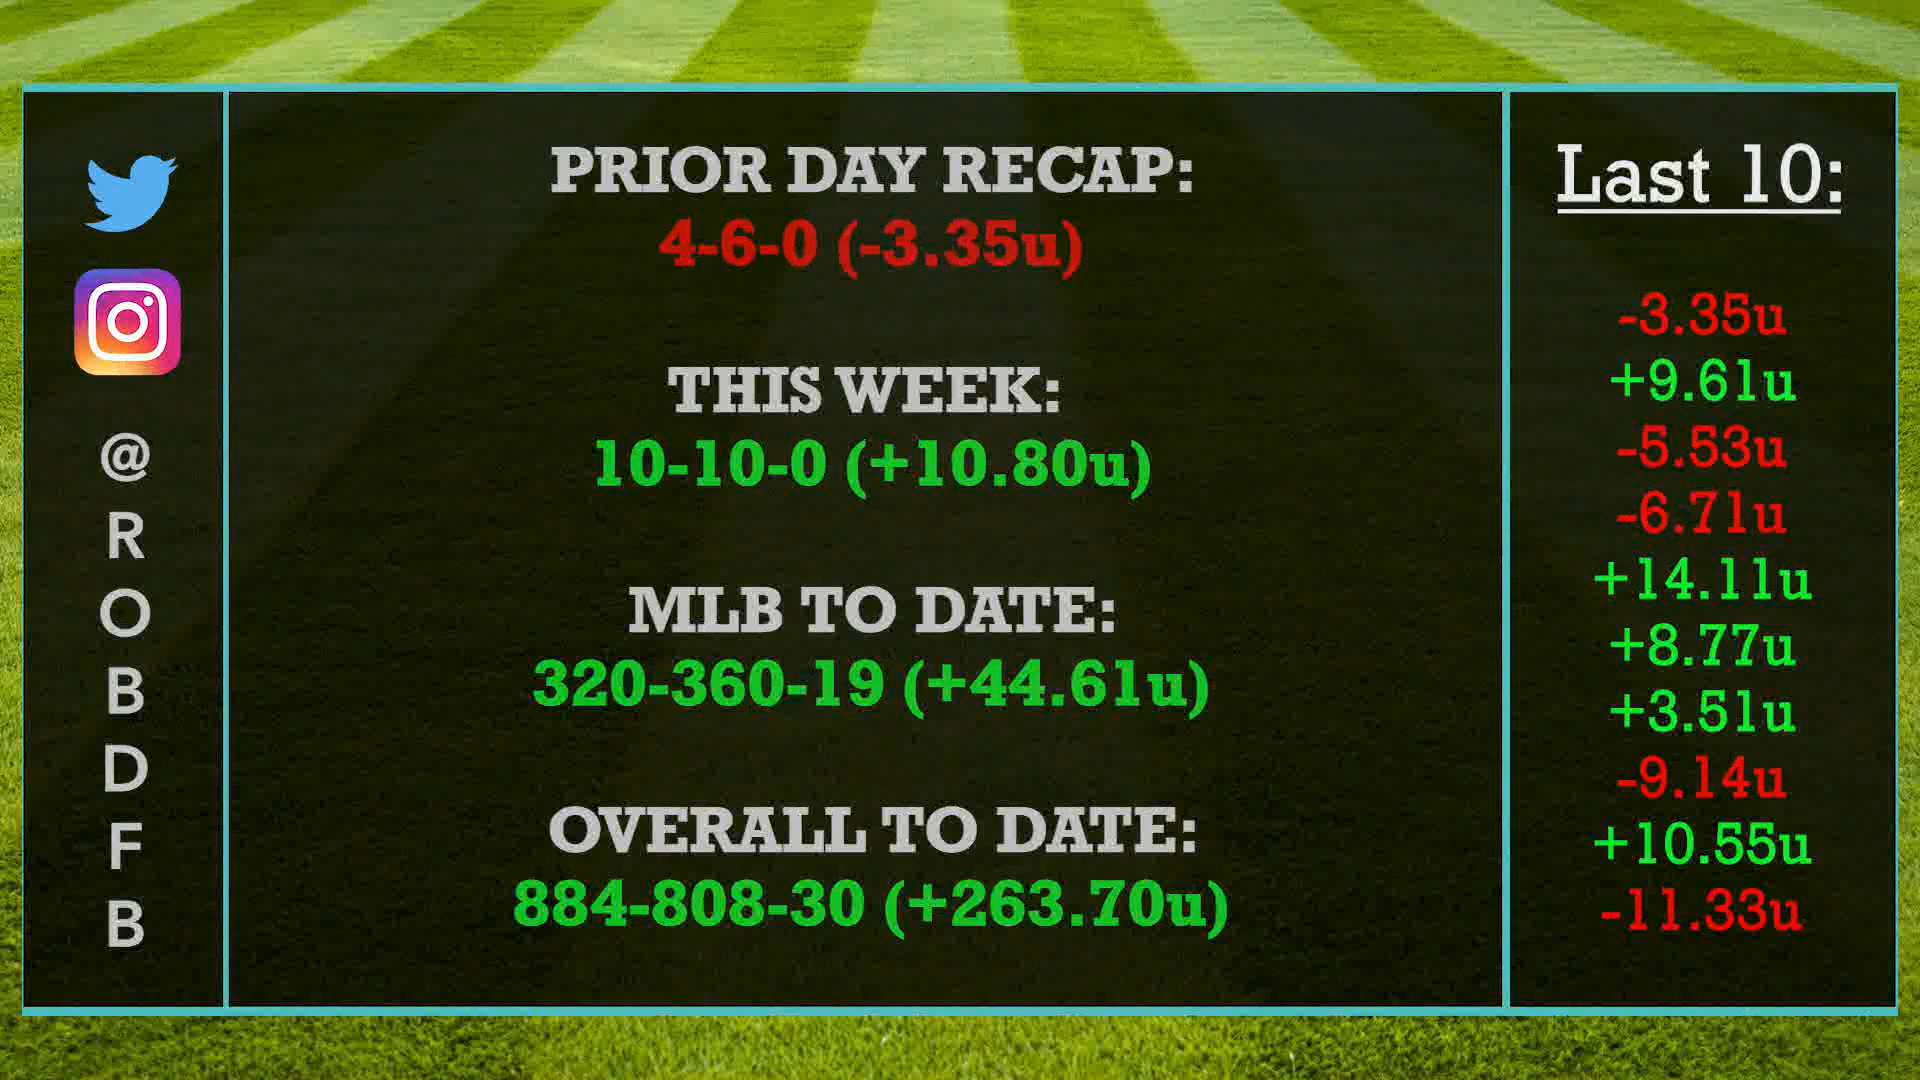 @
R
O
B
D
F
B
PRIOR DAY RECAP:
4-6-0 (-3.35u)
THIS WEEK:
10-10-0 (+10.80u)
MLB TO DATE:
320-360-19 (+44.61u)
OVERALL TO DATE:
884-808-30 (+263.70u)
Last 10:
-3.35u
+9.61u
-5.53u
-6.71u
+14.11u
+8.77u
+3.51u
-9.14u
+10.55u
-11.33u